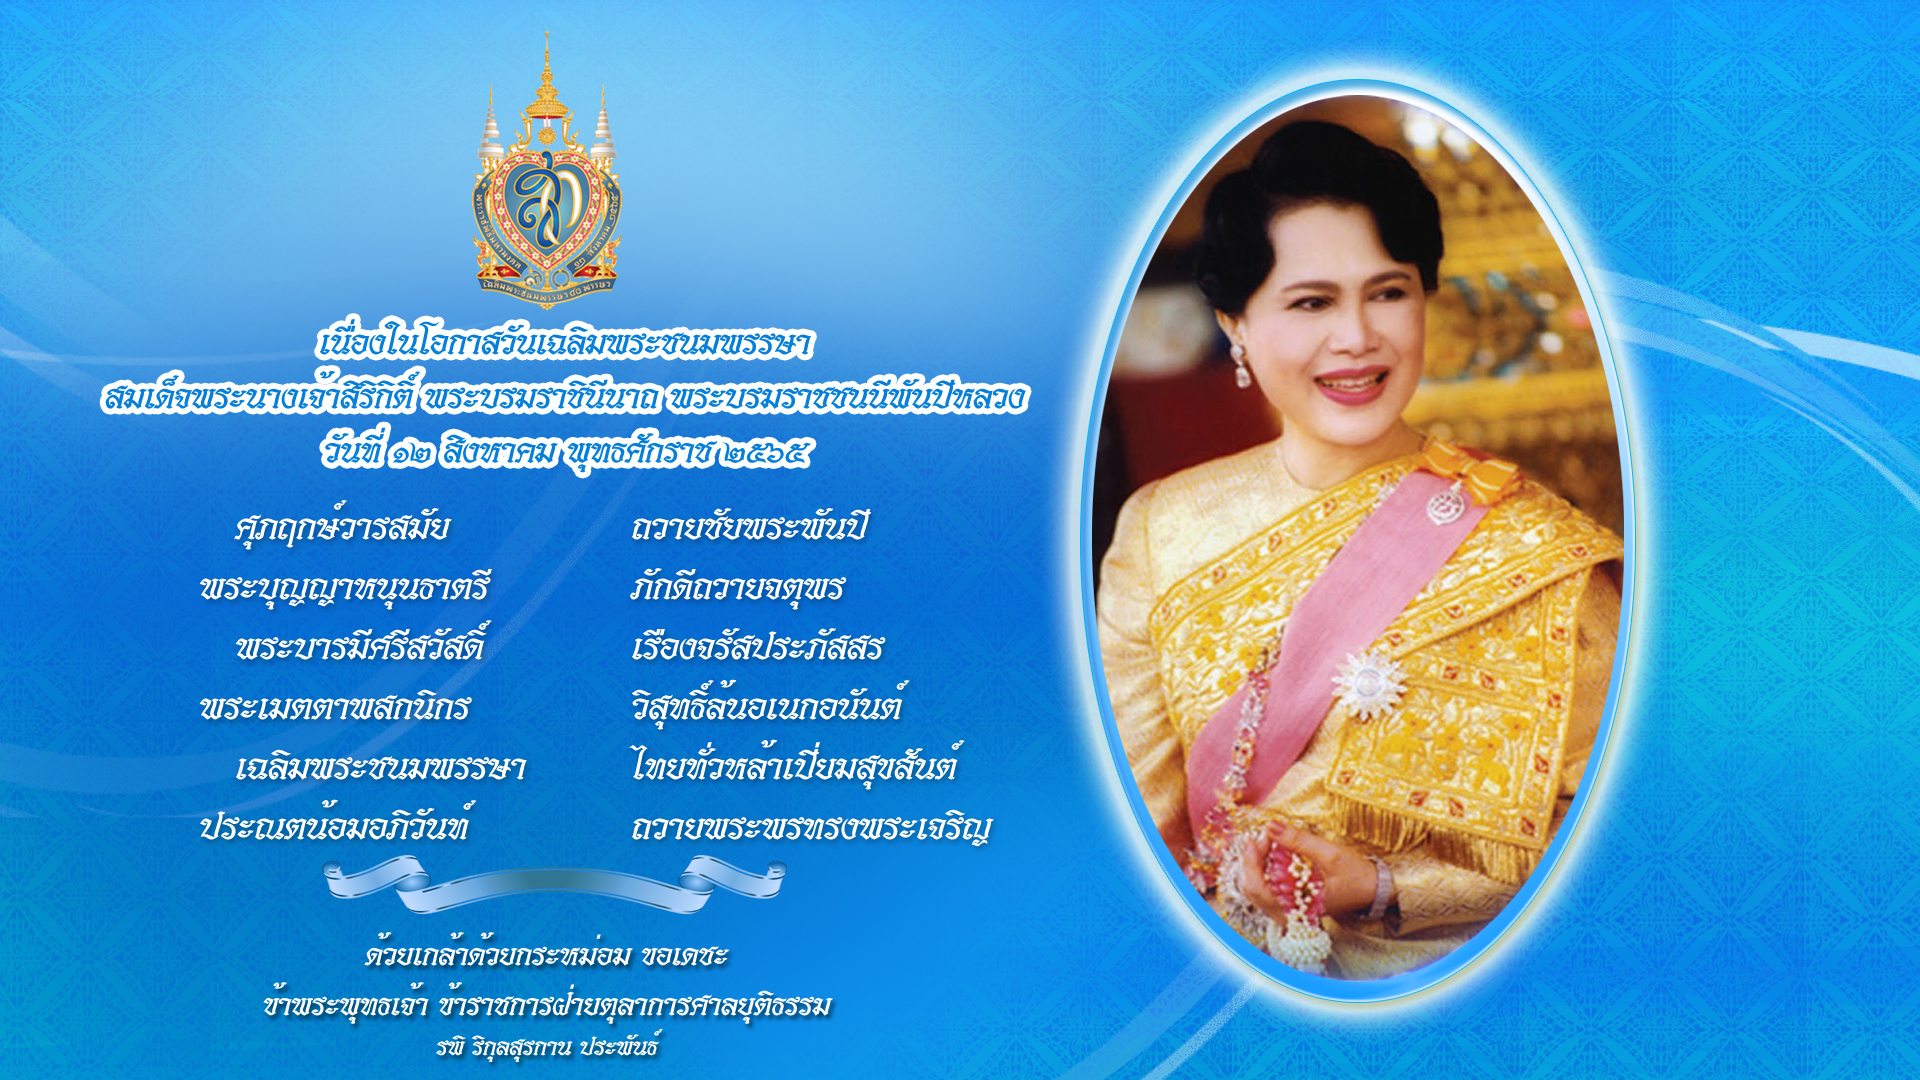 เนื่องในโอกาสวันเฉลิมพระชนมพรรษา
สมเด็จพระนางเจ้าสิริกิติ์ พระบรมราชินีนาถ พระบรมราชชนนีพันปีหลวง
วันที่ ๑๒ สิงหาคม พุทธศักราช ๒๕๖๕
ศุภฤกษ์วารสมัย ถวายชัยพระพันปี
พระบุญญาหนุนธาตรี ภักดีถวายจตุพร
พระบารมีศรีสวัสดิ์ เรืองจรัสประภัสสร
พระเมตตาพสกนิกร วิสุทธิ์ล้นอเนกอนันต์
เฉลิมพระชนมพรรษา ไทยทั่วหล้าเปี่ยมสุขสันต์
ประณตน้อมอภิวันท์ ถวายพระพรทรงพระเจริญ
ด้วยเกล้าด้วยกระหม่อม ขอเดชะ
ข้าพระพุทธเจ้า ข้าราชการฝ่ายตุลาการศาลยุติธรรม
รพี ริกุลสุรกาน ประพันธ์